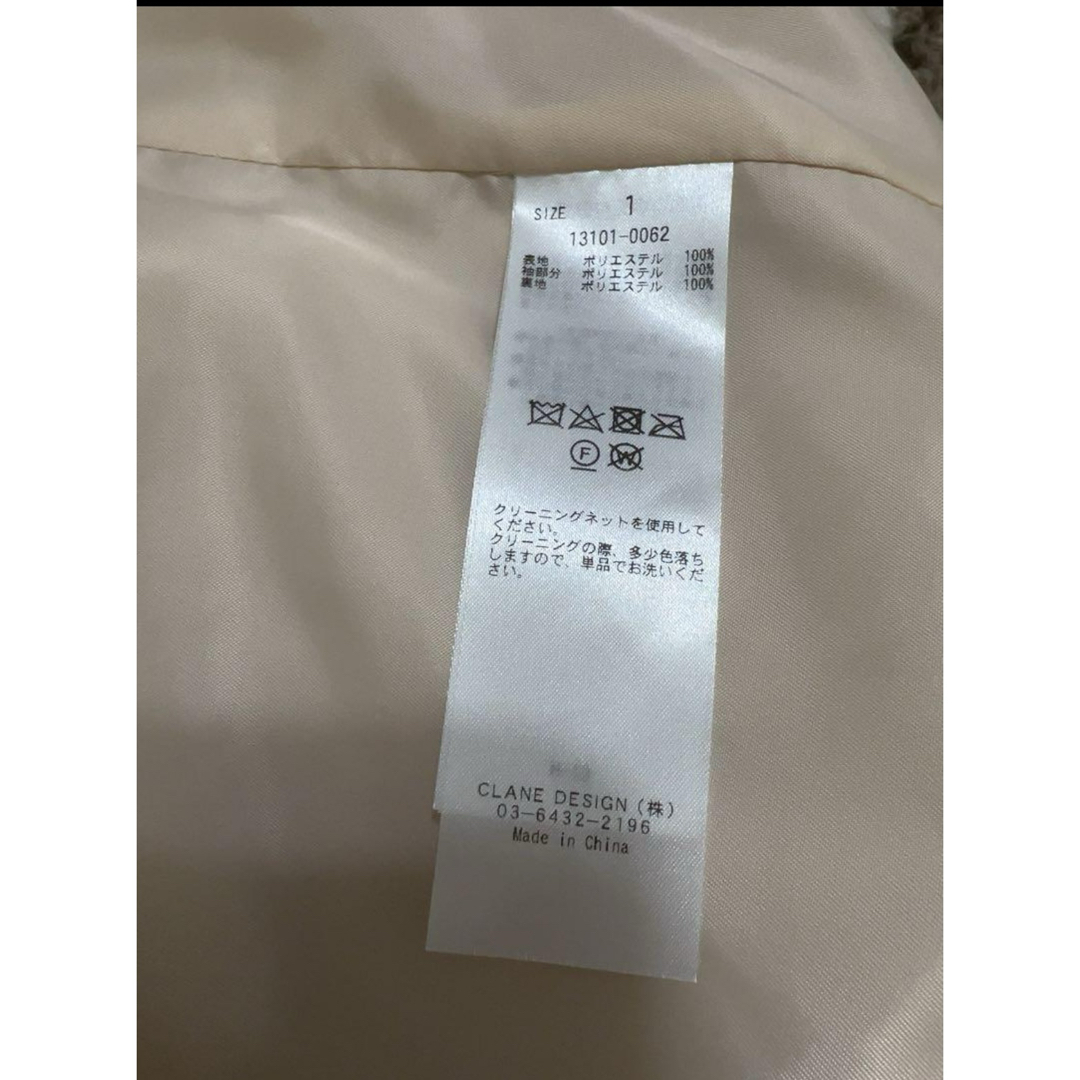 SIZE 1
13101-0062
表地 ポリエステル 100%
袖部分 ポリエステル 100%
裏地 ポリエステル 100%
F
W
クリーニングネットを使用して
ください。
クリーニングの際、多少色落ち
しますので、単品でお洗いくだ
さい。
CLANE DESIGN（株）
03-6432-2196
Made in China